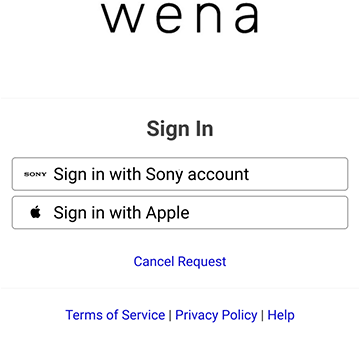 wena
Sign In
SONY Sign in with Sony account
Sign in with Apple
Cancel Request
Terms of Service | Privacy Policy | Help